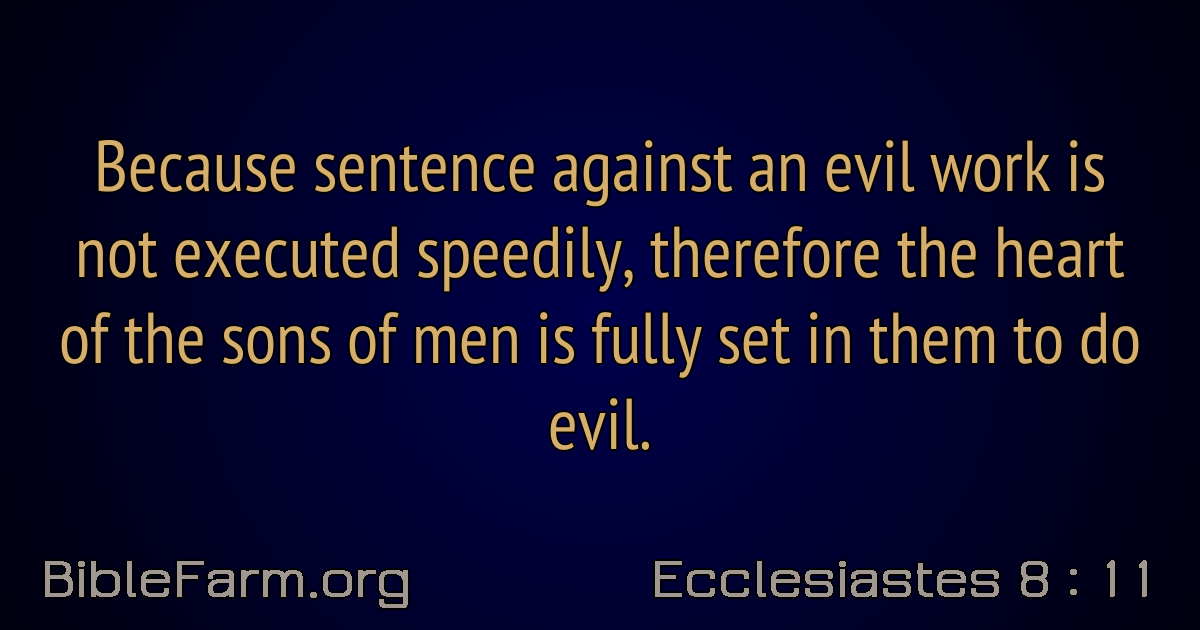 Because sentence against an evil work is
not executed speedily, therefore the heart
of the sons of men is fully set in them to do
evil.
BibleFarm.org
Ecclesiastes 8 : 11